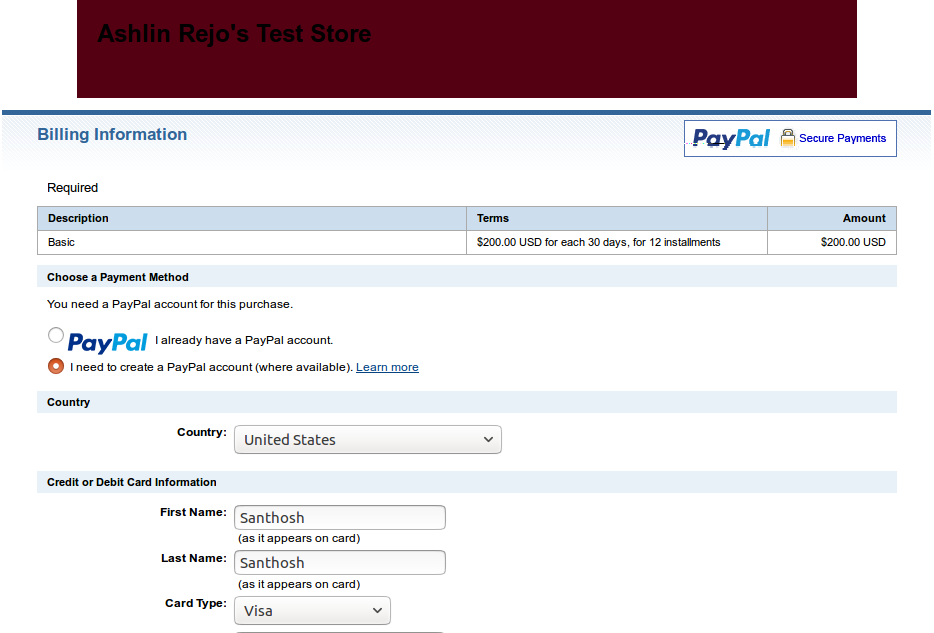 Ashlin Rejo's Test Store
Billing Information
PayPal Secure Payments
Required
Description Terms Amount
Basic $200.00 USD for each 30 days, for 12 installments $200.00 USD
Choose a Payment Method
You need a PayPal account for this purchase.
PayPal I already have a PayPal account.
I need to create a PayPal account (where available). Learn more
Country
Country: United States
Credit or Debit Card Information
First Name: Santhosh
(as it appears on card)
Last Name: Santhosh
(as it appears on card)
Card Type: Visa